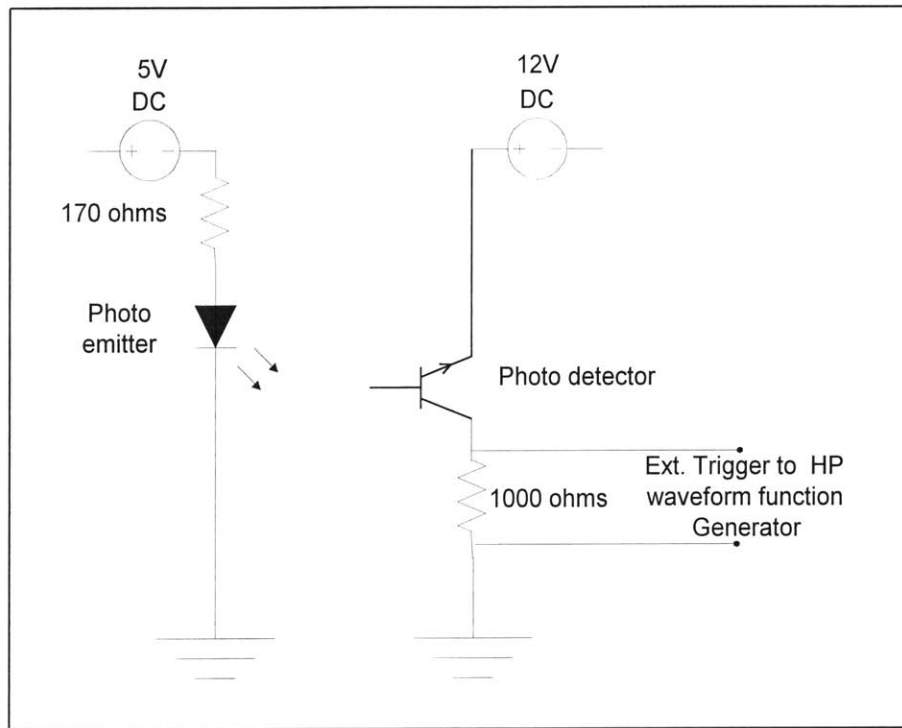 5V
DC
+ -
170 ohms
Photo
emitter
12V
DC
+ -
Photo detector
1000 ohms
Ext. Trigger to HP
waveform function
Generator